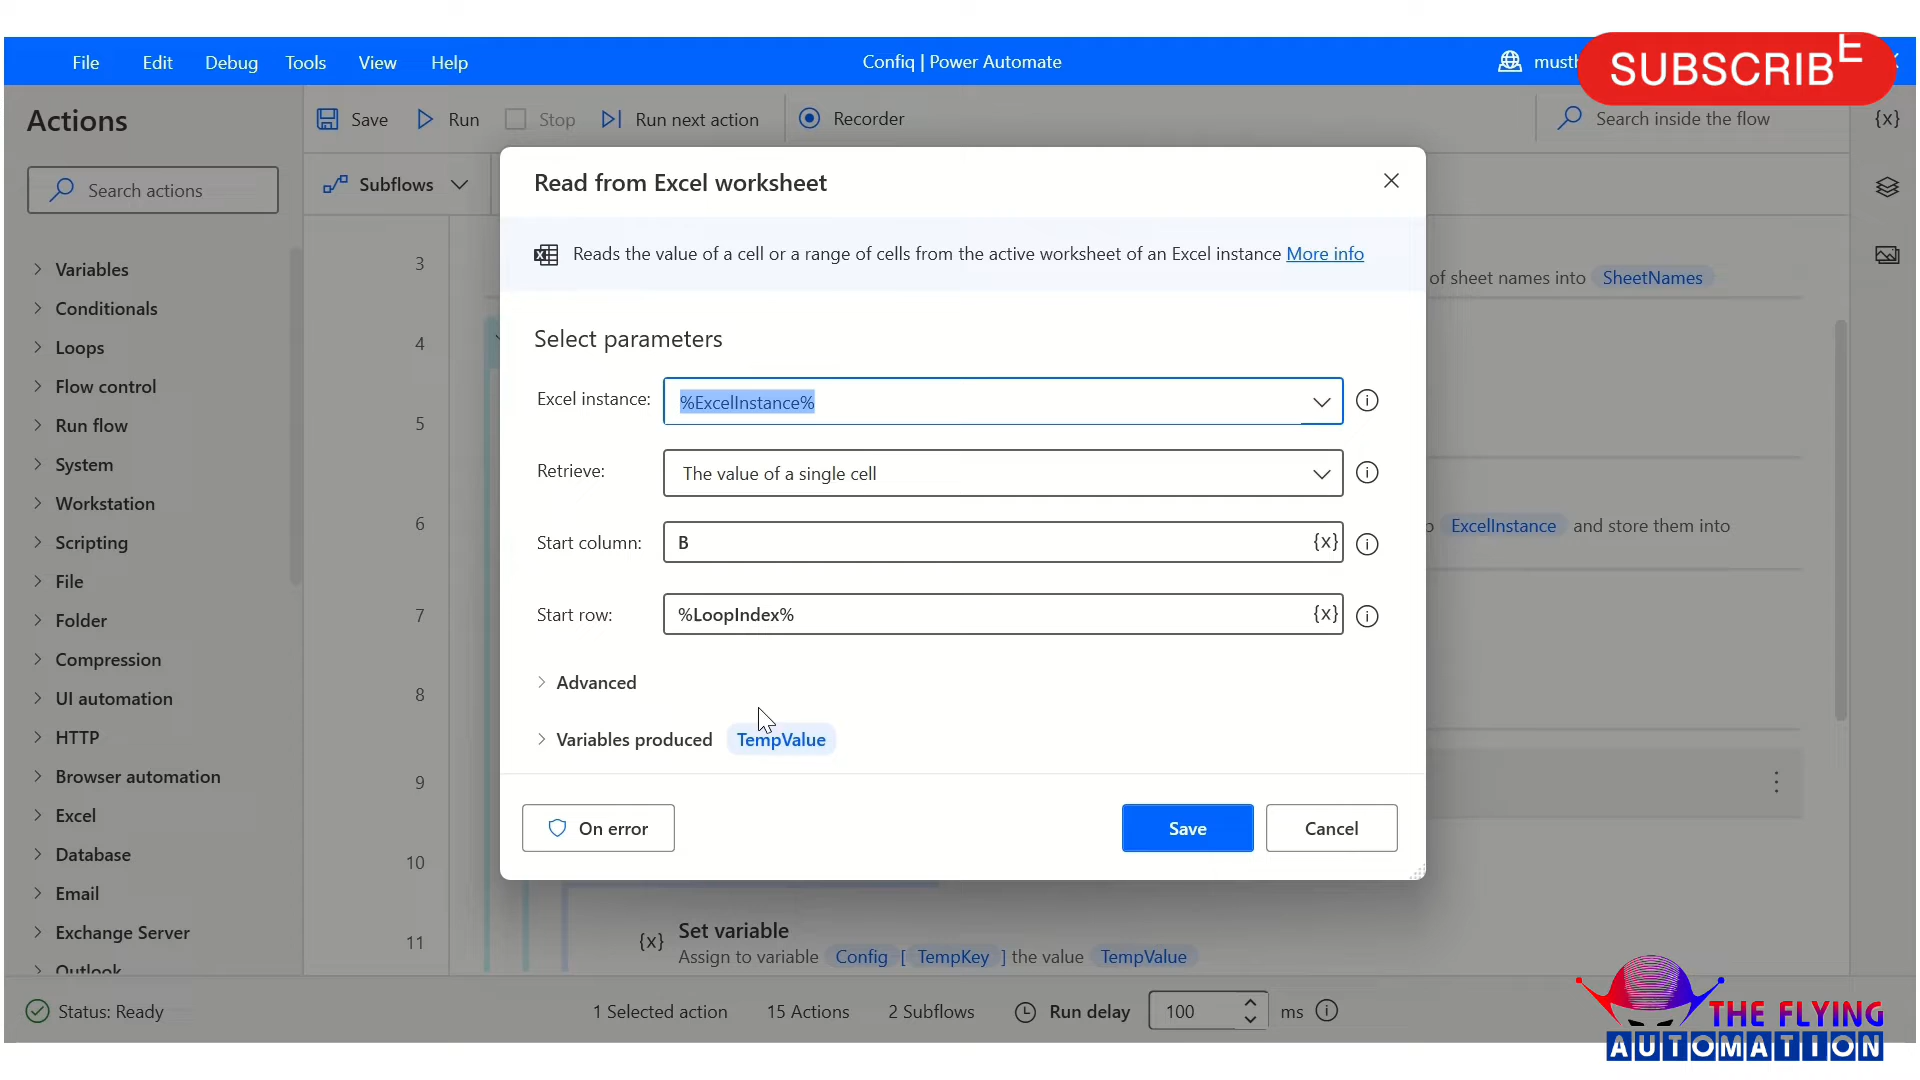 File Edit Debug Tools View Help
Confiq | Power Automate
SUBSCRIBE
Actions
Save Run Stop Run next action Recorder
Search inside the flow
{x}
Search actions
Subflows
Variables
Conditionals
Loops
Flow control
Run flow
System
Workstation
Scripting
File
Folder
Compression
UI automation
HTTP
Browser automation
Excel
Database
Email
Exchange Server
Outlook
3
4
5
6
7
8
9
10
11
of sheet names into SheetNames
ExcelInstance and store them into
Read from Excel worksheet
Reads the value of a cell or a range of cells from the active worksheet of an Excel instance More info
Select parameters
Excel instance: %ExcelInstance%
Retrieve: The value of a single cell
Start column: B {x}
Start row: %LoopIndex% {x}
Advanced
Variables produced TempValue
On error Save Cancel
{x} Set variable
Assign to variable Config [ TempKey ] the value TempValue
Status: Ready 1 Selected action 15 Actions 2 Subflows Run delay 100 ms
THE FLYING
AUTOMATION